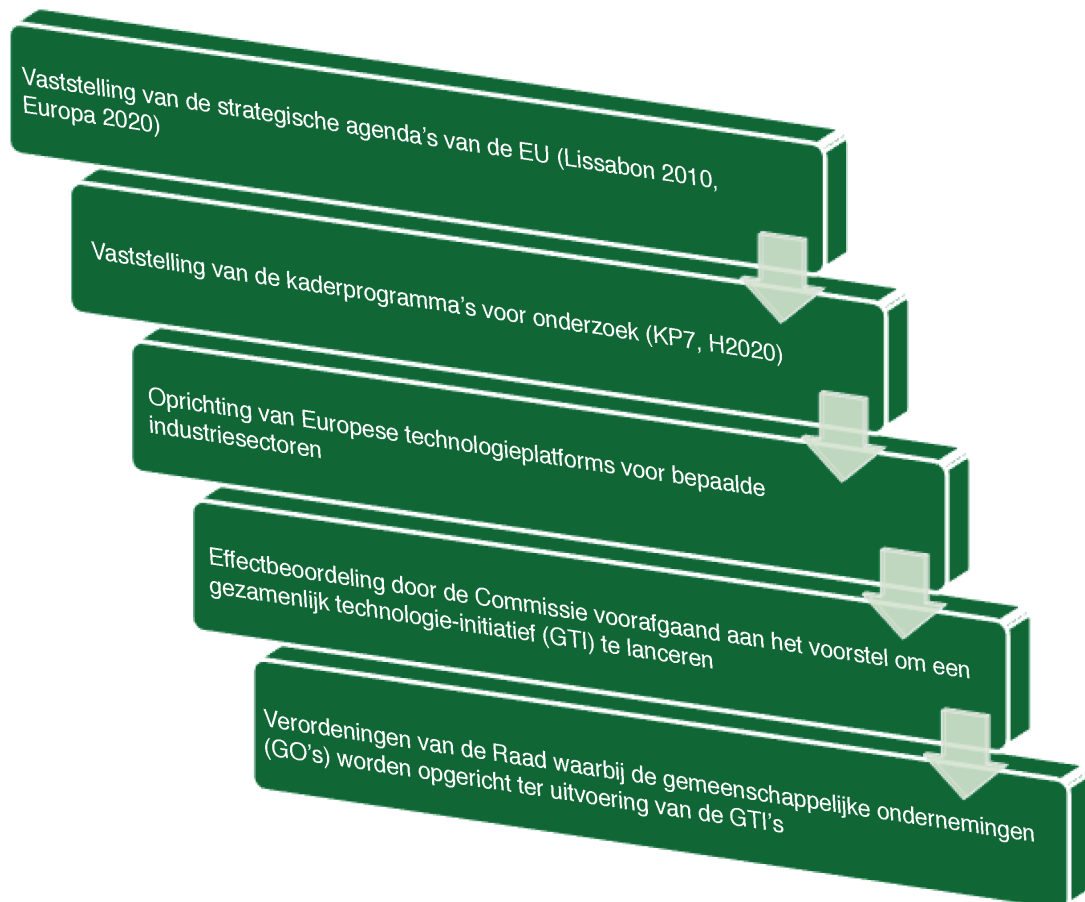 Vaststelling van de strategische agenda’s van de EU (Lissabon 2010,
Europa 2020)
Vaststelling van de kaderprogramma’s voor onderzoek (KP7, H2020)
Oprichting van Europese technologieplatforms voor bepaalde
industriesectoren
Effectbeoordeling door de Commissie voorafgaand aan het voorstel om een
gezamenlijk technologie-initiatief (GTI) te lanceren
Verordeningen van de Raad waarbij de gemeenschappelijke ondernemingen
(GO’s) worden opgericht ter uitvoering van de GTI’s